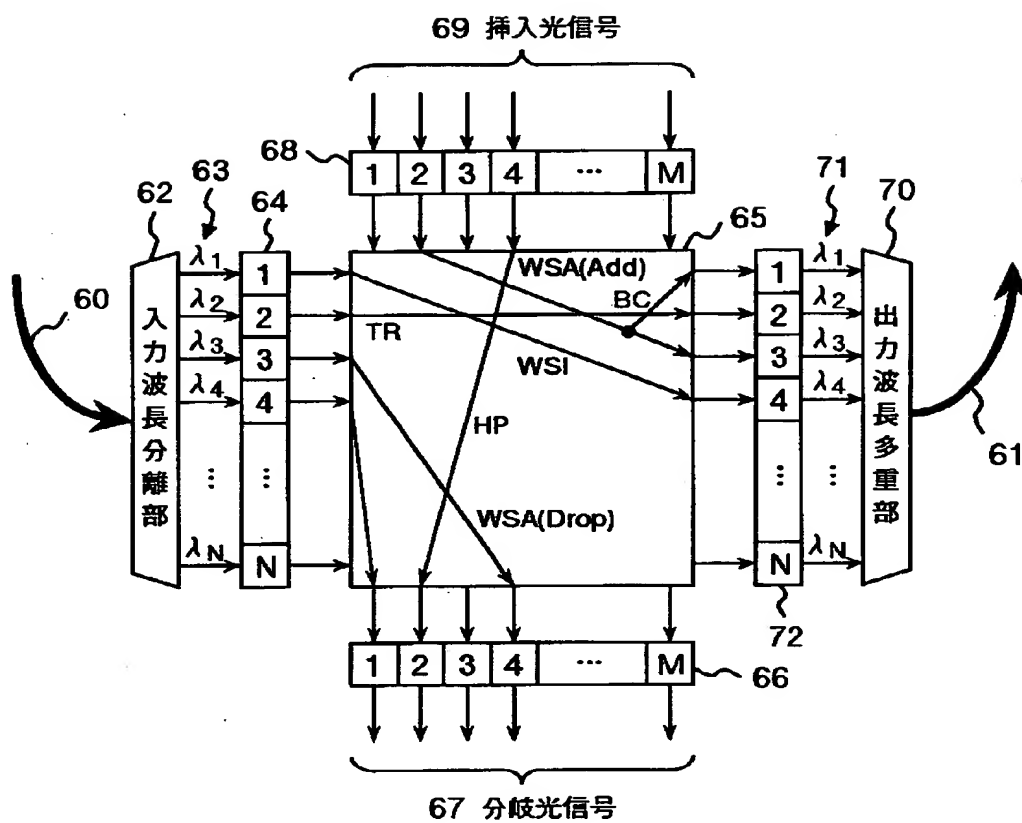 69 挿入光信号
68
1 2 3 4 ... M
62
63
64
65
71
70
60
λ1
λ2
λ3
λ4
...
λN
入力波長分離部
1
2
3
4
...
N
WSA(Add)
BC
TR
WSI
HP
WSA(Drop)
1
2
3
4
...
N
72
λ1
λ2
λ3
λ4
...
λN
出力波長多重部
61
1 2 3 4 ... M
66
67 分岐光信号